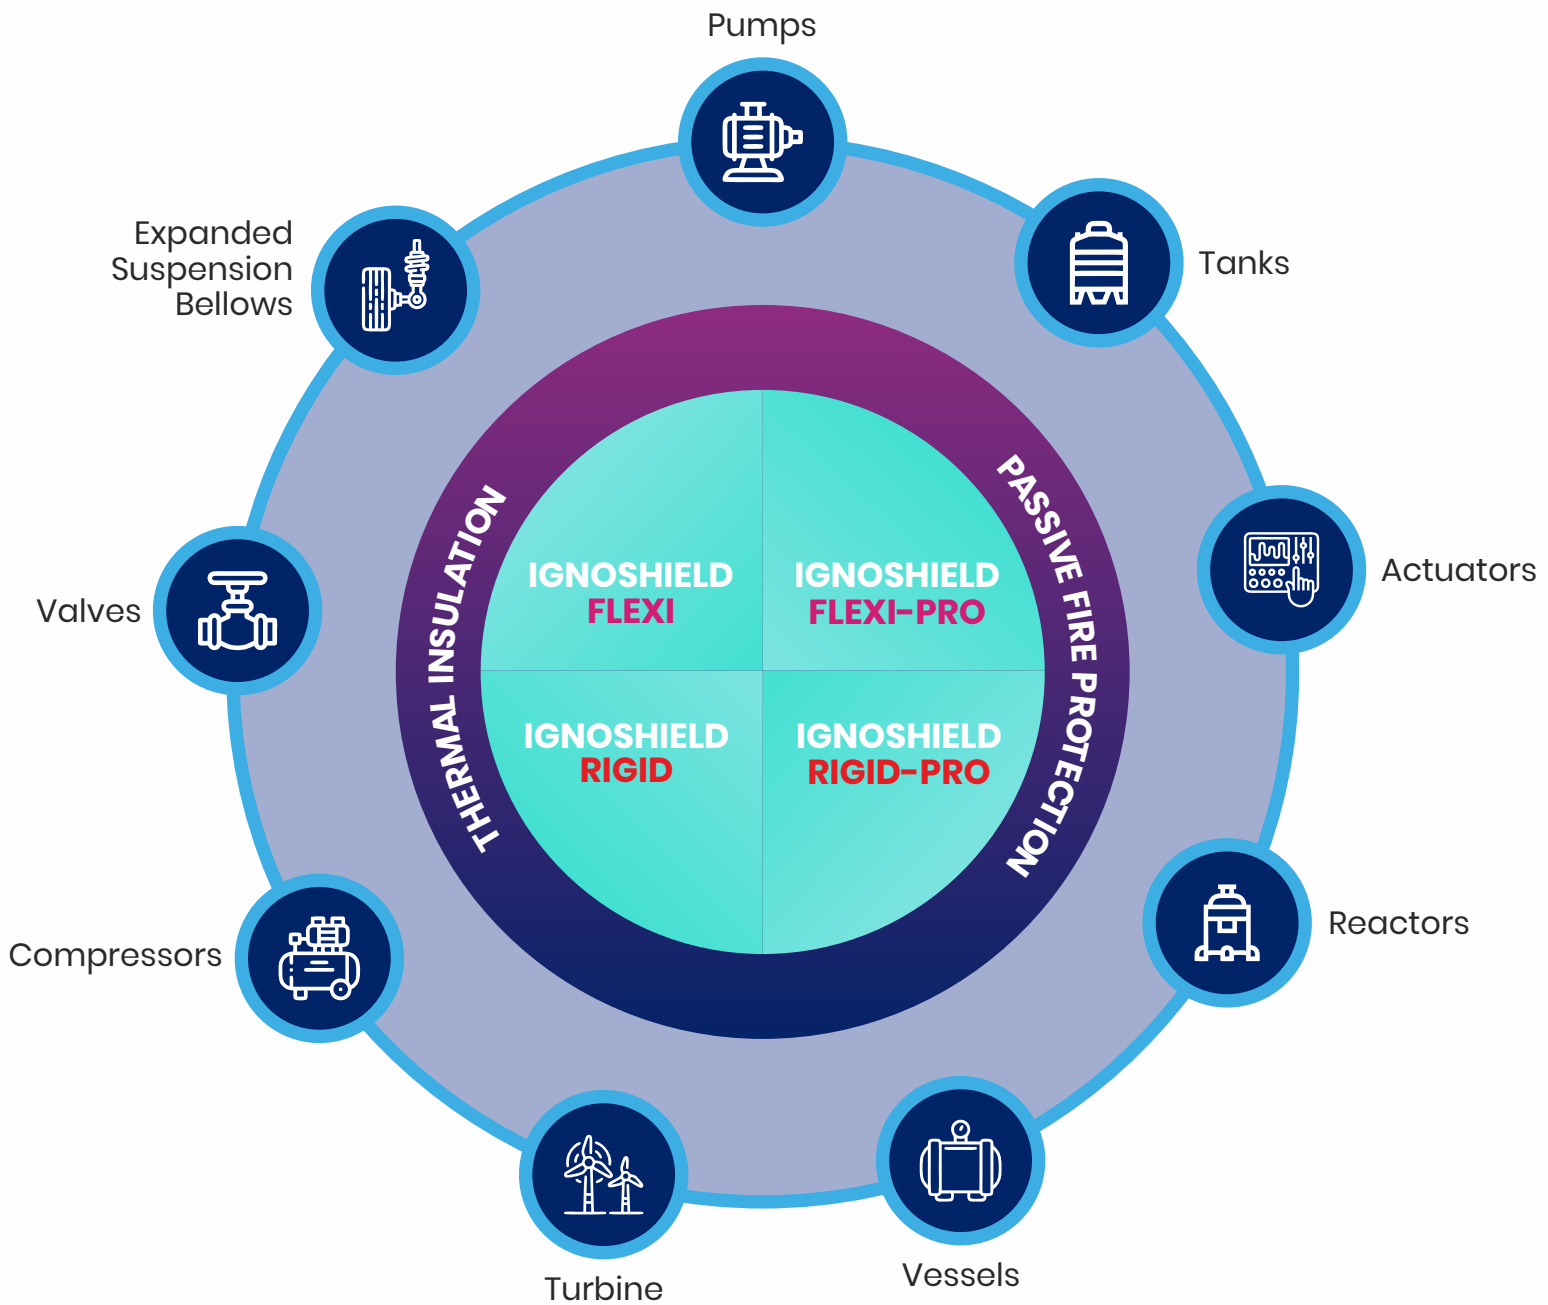 Pumps
Expanded
Suspension
Bellows
Tanks
Valves
Actuators
Compressors
Reactors
Turbine
Vessels
THERMAL INSULATION
PASSIVE FIRE PROTECTION
IGNOSHIELD
FLEXI
IGNOSHIELD
FLEXI-PRO
IGNOSHIELD
RIGID
IGNOSHIELD
RIGID-PRO